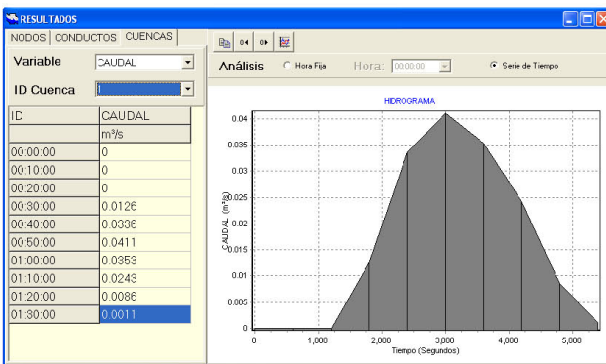 RESULTADOS
NODOS CONDUCTOS CUENCAS
Variable CAUDAL
ID Cuenca 1
ID CAUDAL
m³/s
00:00:00 0
00:10:00 0
00:20:00 0
00:30:00 0.0126
00:40:00 0.0336
00:50:00 0.0411
01:00:00 0.0353
01:10:00 0.0243
01:20:00 0.0086
01:30:00 0.0011
Análisis Hora Fija Hora: 00:00:00 Serie de Tiempo
HIDROGRAMA
CAUDAL (m³/s)
0.04
0.035
0.03
0.025
0.02
0.015
0.01
0.005
0
0 1,000 2,000 3,000 4,000 5,000
Tiempo (Segundos)